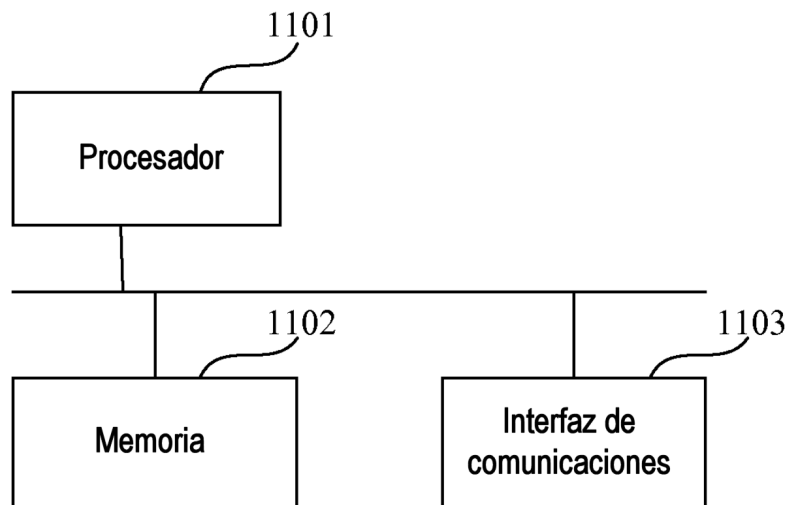 1101
Procesador
1102
1103
Memoria
Interfaz de
comunicaciones